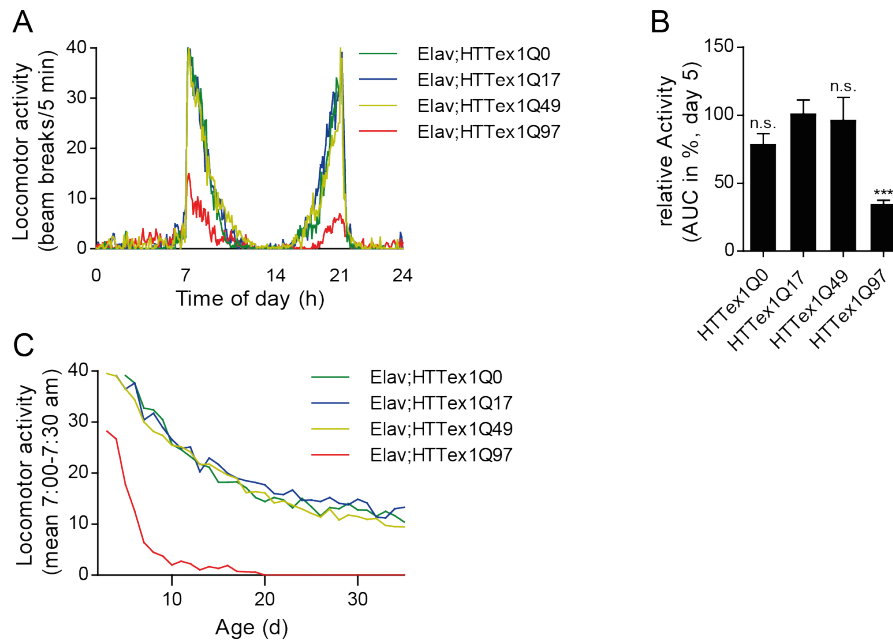 A
Locomotor activity
(beam breaks/5 min)
40
30
20
10
0
0
7
14
21
24
Time of day (h)
Elav;HTTex1Q0
Elav;HTTex1Q17
Elav;HTTex1Q49
Elav;HTTex1Q97
B
relative Activity
(AUC in %, day 5)
150
100
50
0
n.s.
n.s.
***
HTTex1Q0
HTTex1Q17
HTTex1Q49
HTTex1Q97
C
Locomotor activity
(mean 7:00-7:30 am)
40
30
20
10
0
10
20
30
Age (d)
Elav;HTTex1Q0
Elav;HTTex1Q17
Elav;HTTex1Q49
Elav;HTTex1Q97